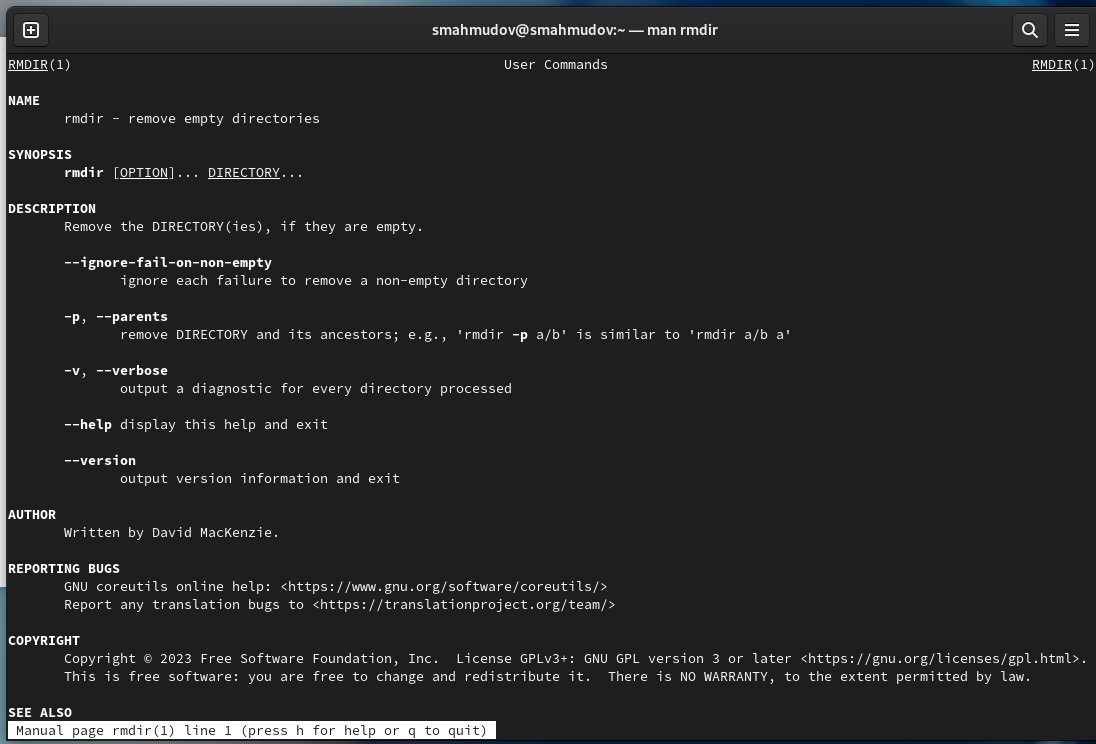 smahmudov@smahmudov:~ — man rmdir
RMDIR(1) User Commands RMDIR(1)
NAME
rmdir - remove empty directories
SYNOPSIS
rmdir [OPTION]... DIRECTORY...
DESCRIPTION
Remove the DIRECTORY(ies), if they are empty.
--ignore-fail-on-non-empty
ignore each failure to remove a non-empty directory
-p, --parents
remove DIRECTORY and its ancestors; e.g., 'rmdir -p a/b' is similar to 'rmdir a/b a'
-v, --verbose
output a diagnostic for every directory processed
--help display this help and exit
--version
output version information and exit
AUTHOR
Written by David MacKenzie.
REPORTING BUGS
GNU coreutils online help: <https://www.gnu.org/software/coreutils/>
Report any translation bugs to <https://translationproject.org/team/>
COPYRIGHT
Copyright © 2023 Free Software Foundation, Inc. License GPLv3+: GNU GPL version 3 or later <https://gnu.org/licenses/gpl.html>.
This is free software: you are free to change and redistribute it. There is NO WARRANTY, to the extent permitted by law.
SEE ALSO
Manual page rmdir(1) line 1 (press h for help or q to quit)